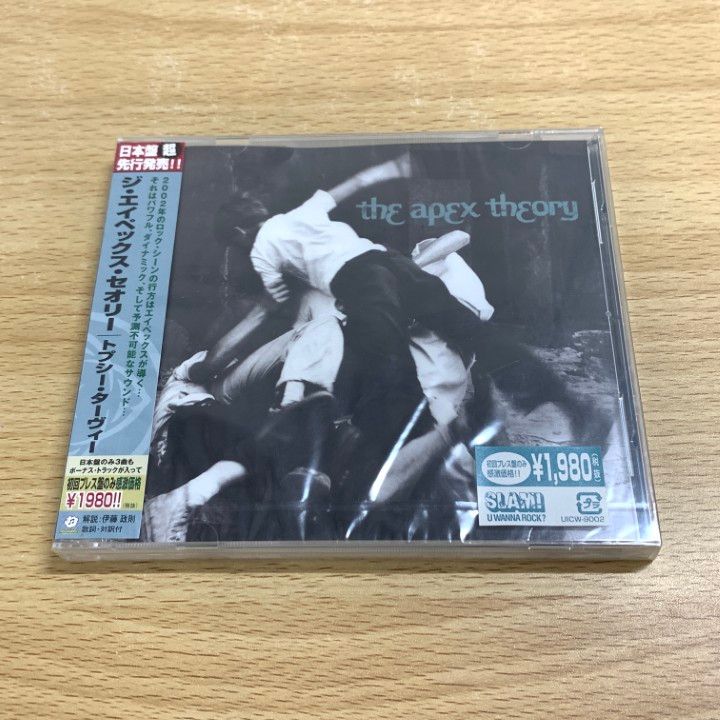 日本盤 超
先行発売!!
2002年のロック・シーンの行方はエイペックスが導く…
それはパワフル、ダイナミック、そして予測不可能なサウンド…
ジ・エイペックス・セオリー│トプシー・ターヴィー
日本盤のみ3曲も
ボーナス・トラックが入って
初回プレス盤のみ感激価格
¥1980!! (税抜)
解説:伊藤 政則
歌詞・対訳付
the apex theory
初回プレス盤のみ
感激価格!!
¥1,980 (税抜)
SLAM!
U WANNA ROCK?
UICW-9002